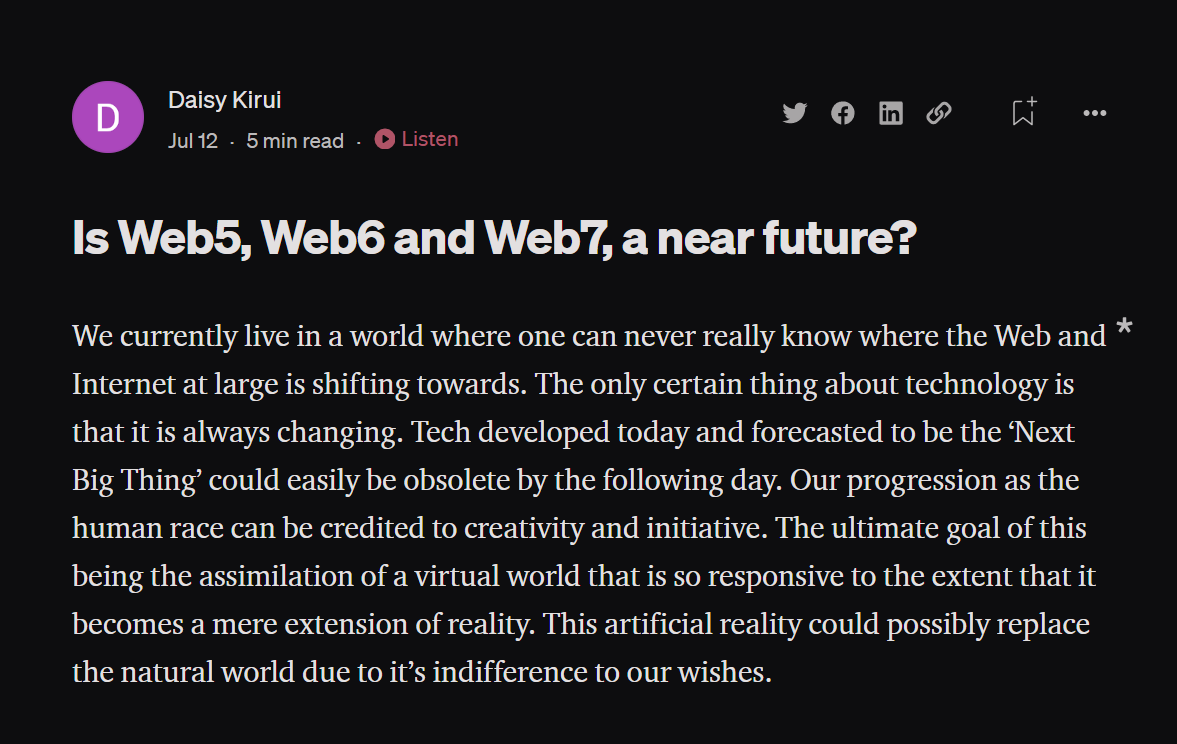 D
Daisy Kirui
Jul 12 · 5 min read · Listen
Is Web5, Web6 and Web7, a near future?
We currently live in a world where one can never really know where the Web and *
Internet at large is shifting towards. The only certain thing about technology is
that it is always changing. Tech developed today and forecasted to be the ‘Next
Big Thing’ could easily be obsolete by the following day. Our progression as the
human race can be credited to creativity and initiative. The ultimate goal of this
being the assimilation of a virtual world that is so responsive to the extent that it
becomes a mere extension of reality. This artificial reality could possibly replace
the natural world due to it’s indifference to our wishes.